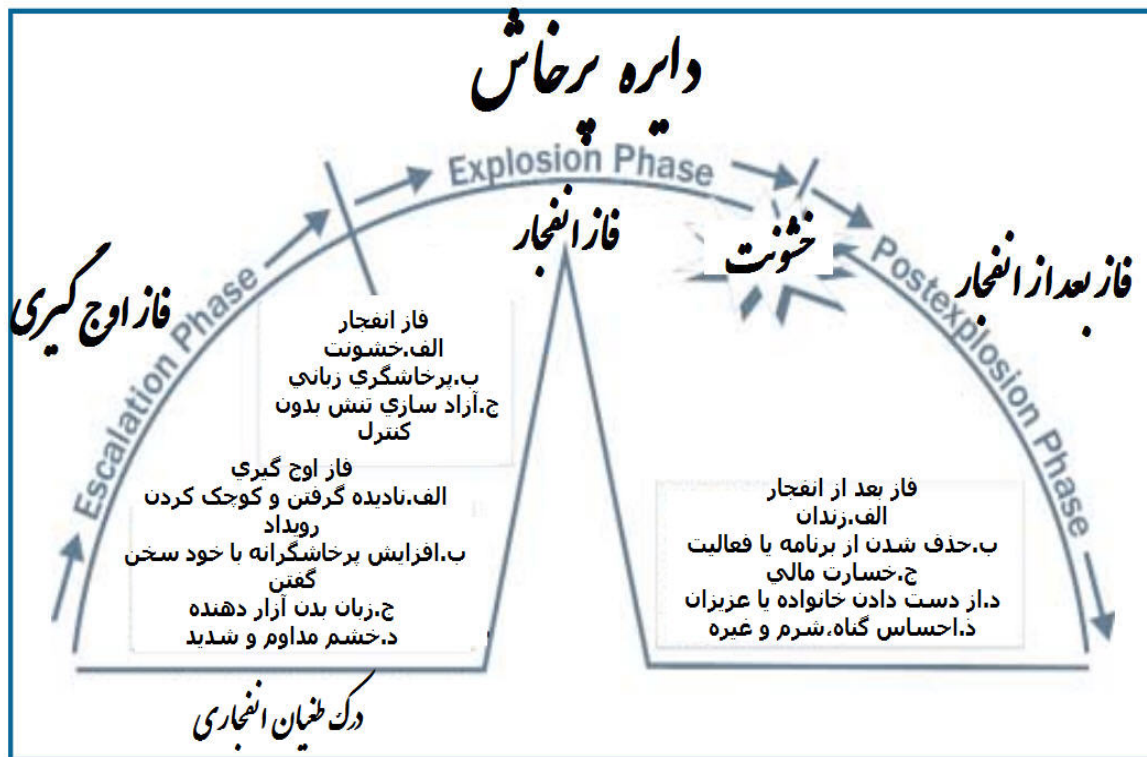 دایره پرخاش
Explosion Phase
فاز انفجار
خشونت
فاز بعد از انفجار
Postexplosion Phase
فاز اوج گیری
Escalation Phase
فاز انفجار
الف.خشونت
ب.پرخاشگري زباني
ج.آزاد سازي تنش بدون
کنترل
فاز اوج گيري
الف.ناديده گرفتن و کوچک کردن
رويداد
ب.افزايش پرخاشگرانه با خود سخن
گفتن
ج.زبان بدن آزار دهنده
د.خشم مداوم و شديد
فاز بعد از انفجار
الف.زندان
ب.حذف شدن از برنامه يا فعاليت
ج.خسارت مالي
د.از دست دادن خانواده يا عزيزان
ذ.احساس گناه،شرم و غيره
درک طغیان انفجاری